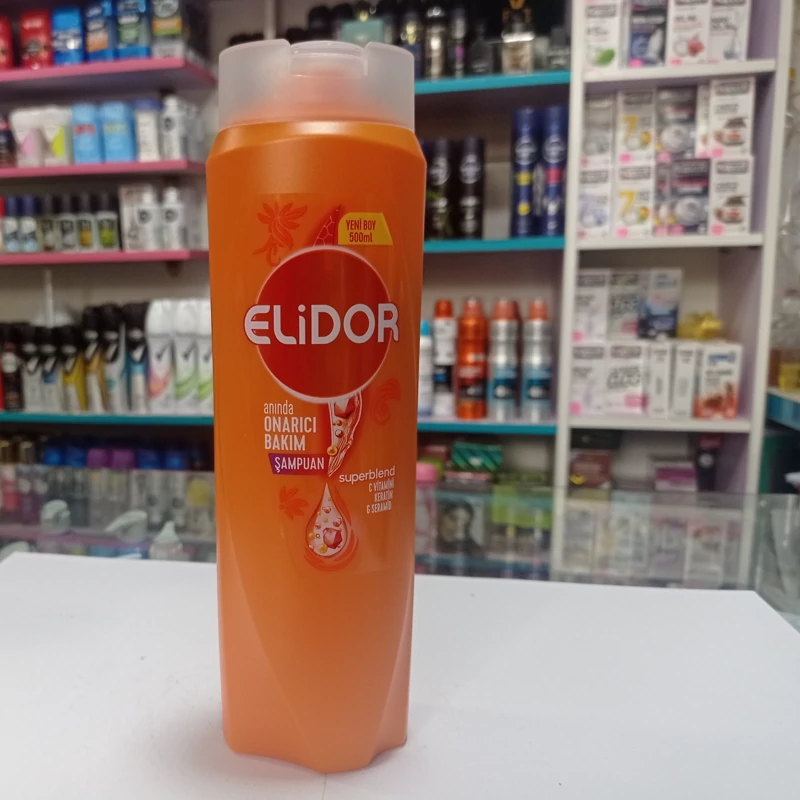 YENİ BOY
500ml
ELiDOR
anında
ONARICI
BAKIM
ŞAMPUAN
superblend
C VİTAMİNİ
KERATİN
& SERAMİD